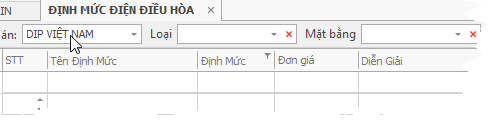 IN ĐỊNH MỨC ĐIỆN ĐIỀU HÒA ×
án: DIP VIỆT NAM Loại × Mặt bằng ×
STT Tên Định Mức Định Mức Đơn giá Diễn Giải